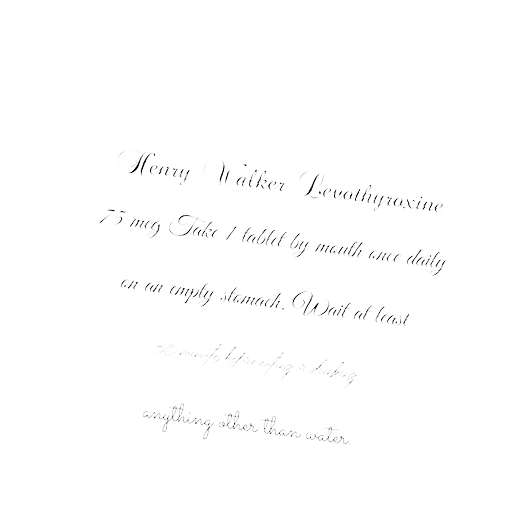 Henry Walker Levothyroxine
75 mcg Take 1 tablet by mouth once daily
on an empty stomach. Wait at least
minutes before eating or drinking
anything other than water